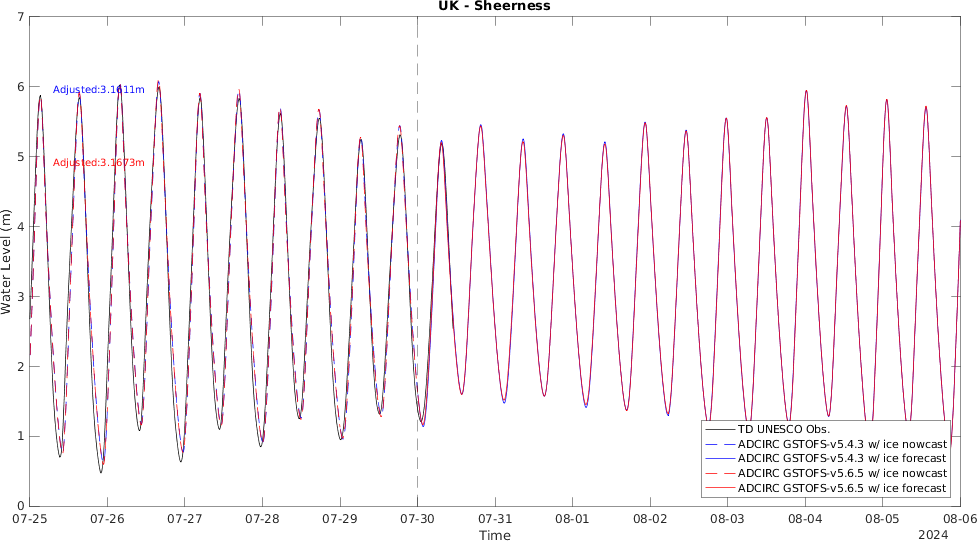 UK - Sheerness
7
6
5
4
3
2
1
0
Water Level (m)
Adjusted:3.1611m
Adjusted:3.1673m
TD UNESCO Obs.
ADCIRC GSTOFS-v5.4.3 w/ ice nowcast
ADCIRC GSTOFS-v5.4.3 w/ ice forecast
ADCIRC GSTOFS-v5.6.5 w/ ice nowcast
ADCIRC GSTOFS-v5.6.5 w/ ice forecast
07-25 07-26 07-27 07-28 07-29 07-30 07-31 08-01 08-02 08-03 08-04 08-05 08-06
Time
2024